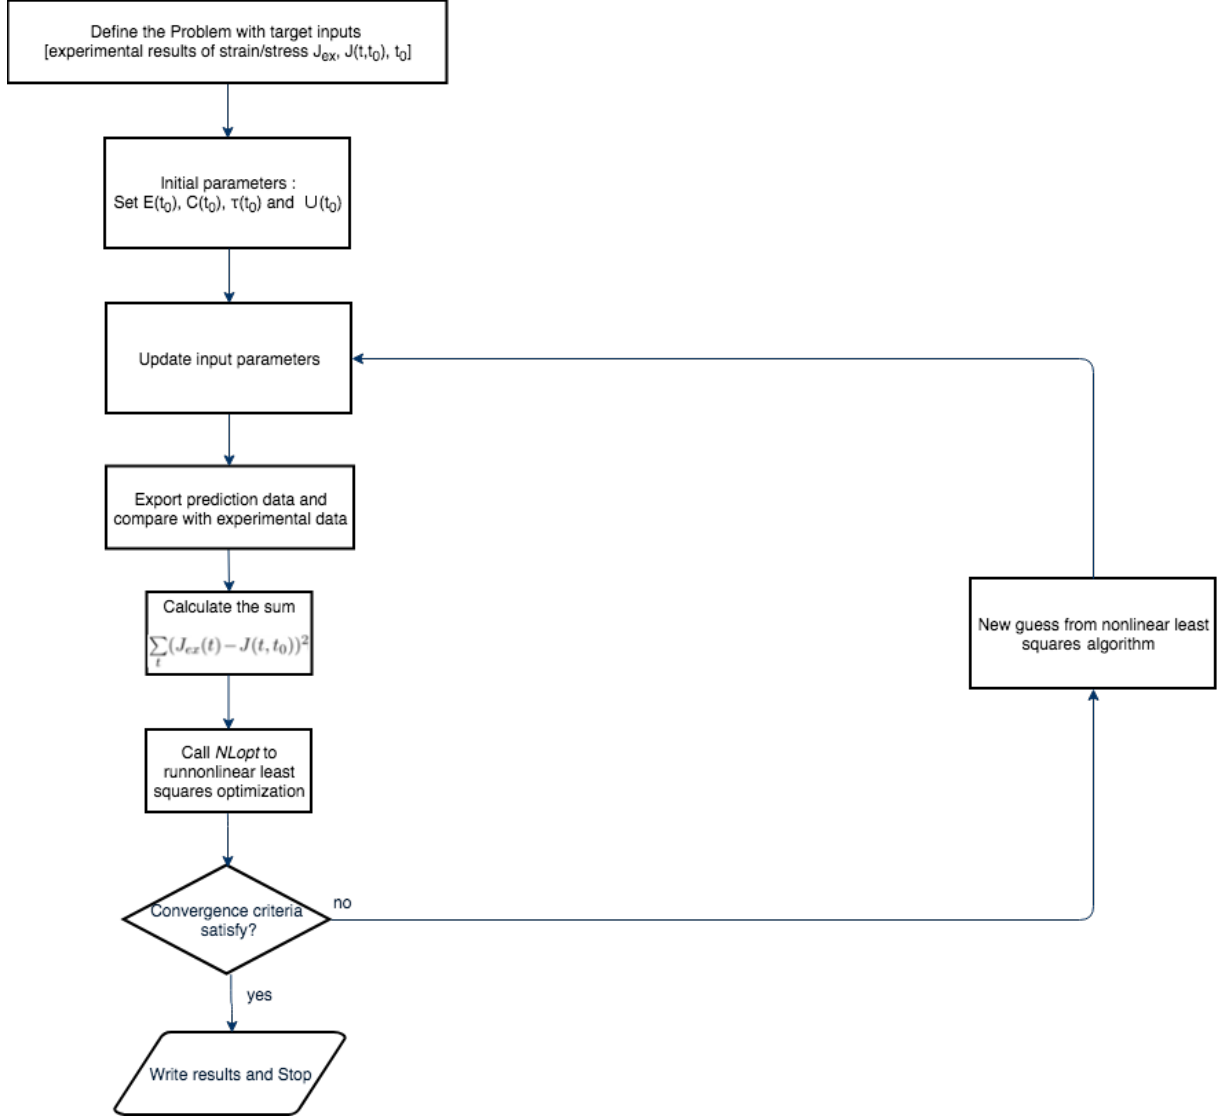 Define the Problem with target inputs
[experimental results of strain/stress J_ex, J(t,t_0), t_0]
Initial parameters :
Set E(t_0), C(t_0), τ(t_0) and U(t_0)
Update input parameters
Export prediction data and
compare with experimental data
Calculate the sum
∑_t (J_ex(t) − J(t, t_0))^2
Call NLopt to
runnonlinear least
squares optimization
Convergence criteria
satisfy?
no
yes
Write results and Stop
New guess from nonlinear least
squares algorithm